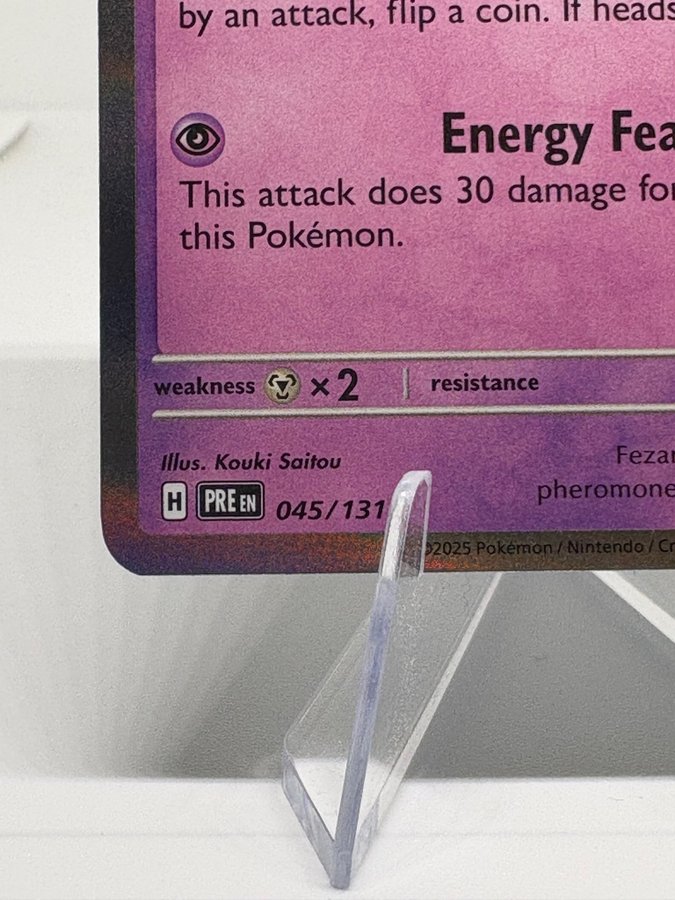 by an attack, flip a coin. If heads
Energy Fea
This attack does 30 damage for
this Pokémon.
weakness ×2 resistance
Illus. Kouki Saitou
Fezan
H PRE EN 045/131
pheromone
©2025 Pokémon / Nintendo / Cr